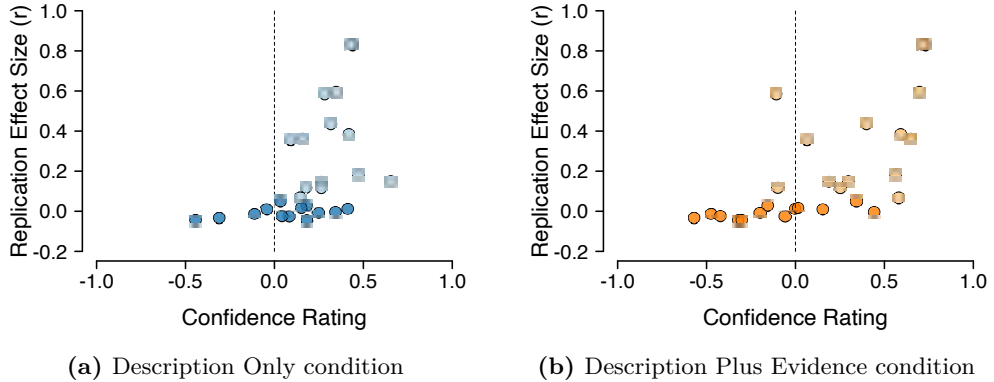 Replication Effect Size (r)
1.0
0.8
0.6
0.4
0.2
0.0
-0.2
-1.0 -0.5 0.0 0.5 1.0
Confidence Rating
(a) Description Only condition
Replication Effect Size (r)
1.0
0.8
0.6
0.4
0.2
0.0
-0.2
-1.0 -0.5 0.0 0.5 1.0
Confidence Rating
(b) Description Plus Evidence condition